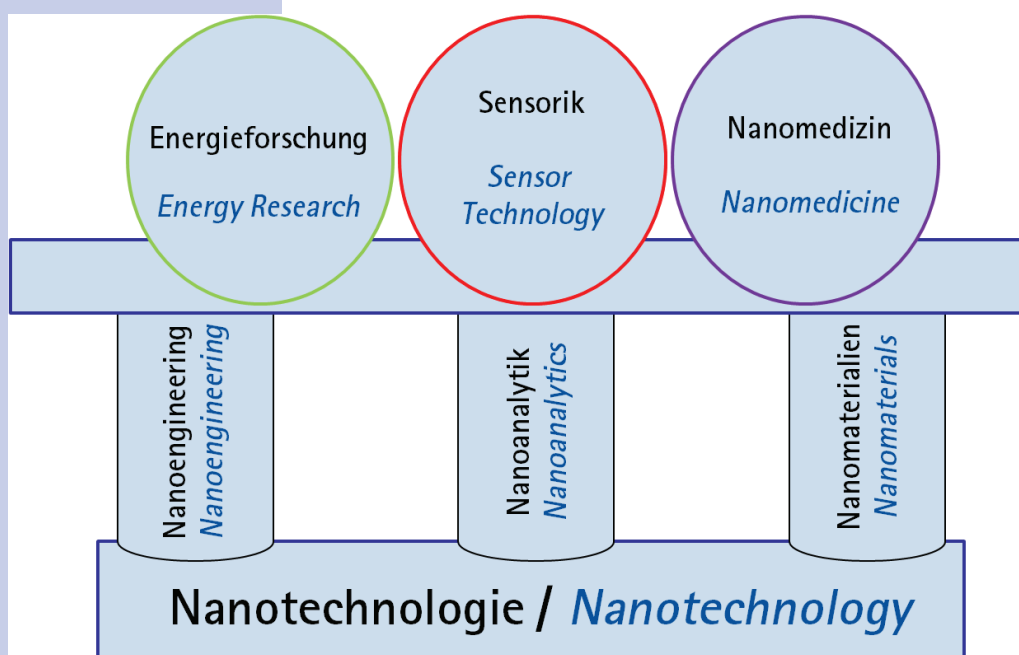 Energieforschung
Energy Research
Sensorik
Sensor
Technology
Nanomedizin
Nanomedicine
Nanoengineering
Nanoengineering
Nanoanalytik
Nanoanalytics
Nanomaterialien
Nanomaterials
Nanotechnologie / Nanotechnology